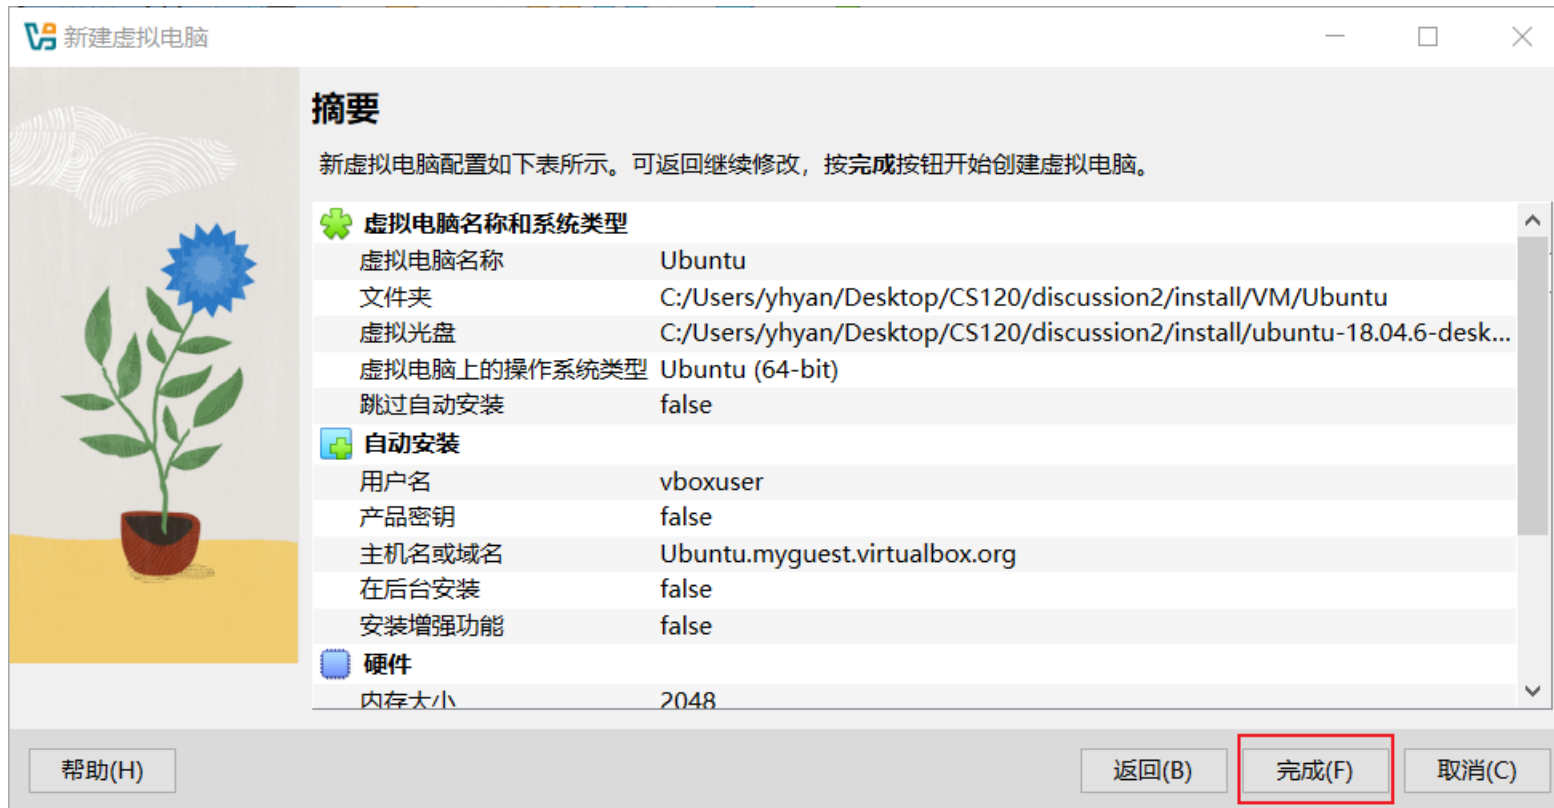 新建虚拟电脑
摘要
新虚拟电脑配置如下表所示。可返回继续修改，按完成按钮开始创建虚拟电脑。
虚拟电脑名称和系统类型
虚拟电脑名称 Ubuntu
文件夹 C:/Users/yhyan/Desktop/CS120/discussion2/install/VM/Ubuntu
虚拟光盘 C:/Users/yhyan/Desktop/CS120/discussion2/install/ubuntu-18.04.6-desk...
虚拟电脑上的操作系统类型 Ubuntu (64-bit)
跳过自动安装 false
自动安装
用户名 vboxuser
产品密钥 false
主机名或域名 Ubuntu.myguest.virtualbox.org
在后台安装 false
安装增强功能 false
硬件
内存大小 2048
帮助(H) 返回(B) 完成(F) 取消(C)